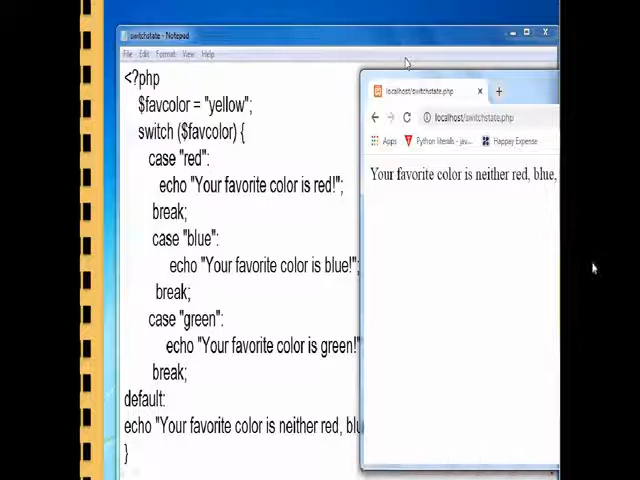 switchstate - Notepad
File Edit Format View Help
<?php
$favcolor = "yellow";
switch ($favcolor) {
case "red":
echo "Your favorite color is red!";
break;
case "blue":
echo "Your favorite color is blue!";
break;
case "green":
echo "Your favorite color is green!"
break;
default:
echo "Your favorite color is neither red, blu
}
localhost/switchstate.php
localhost/switchstate.php
Apps Python literals - jav... Happay Expense
Your favorite color is neither red, blue,